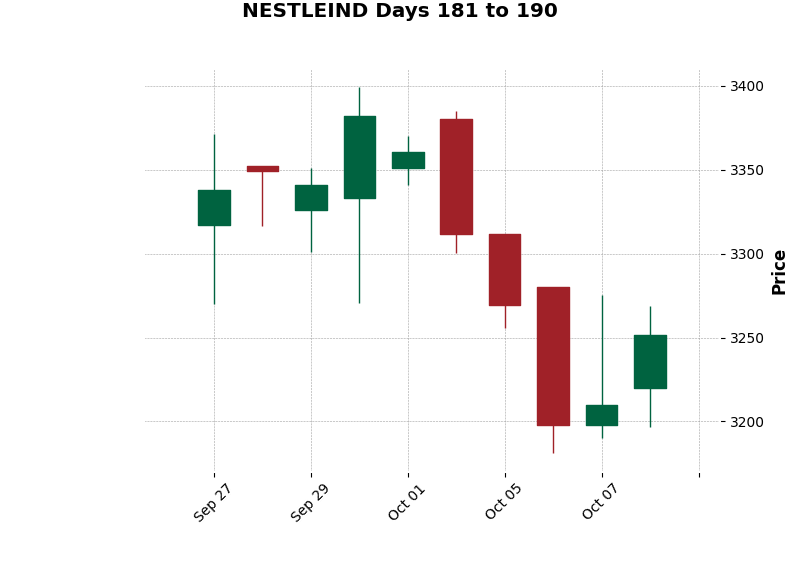 NESTLEIND Days 181 to 190
3400
3350
3300
3250
3200
Price
Sep 27
Sep 29
Oct 01
Oct 05
Oct 07